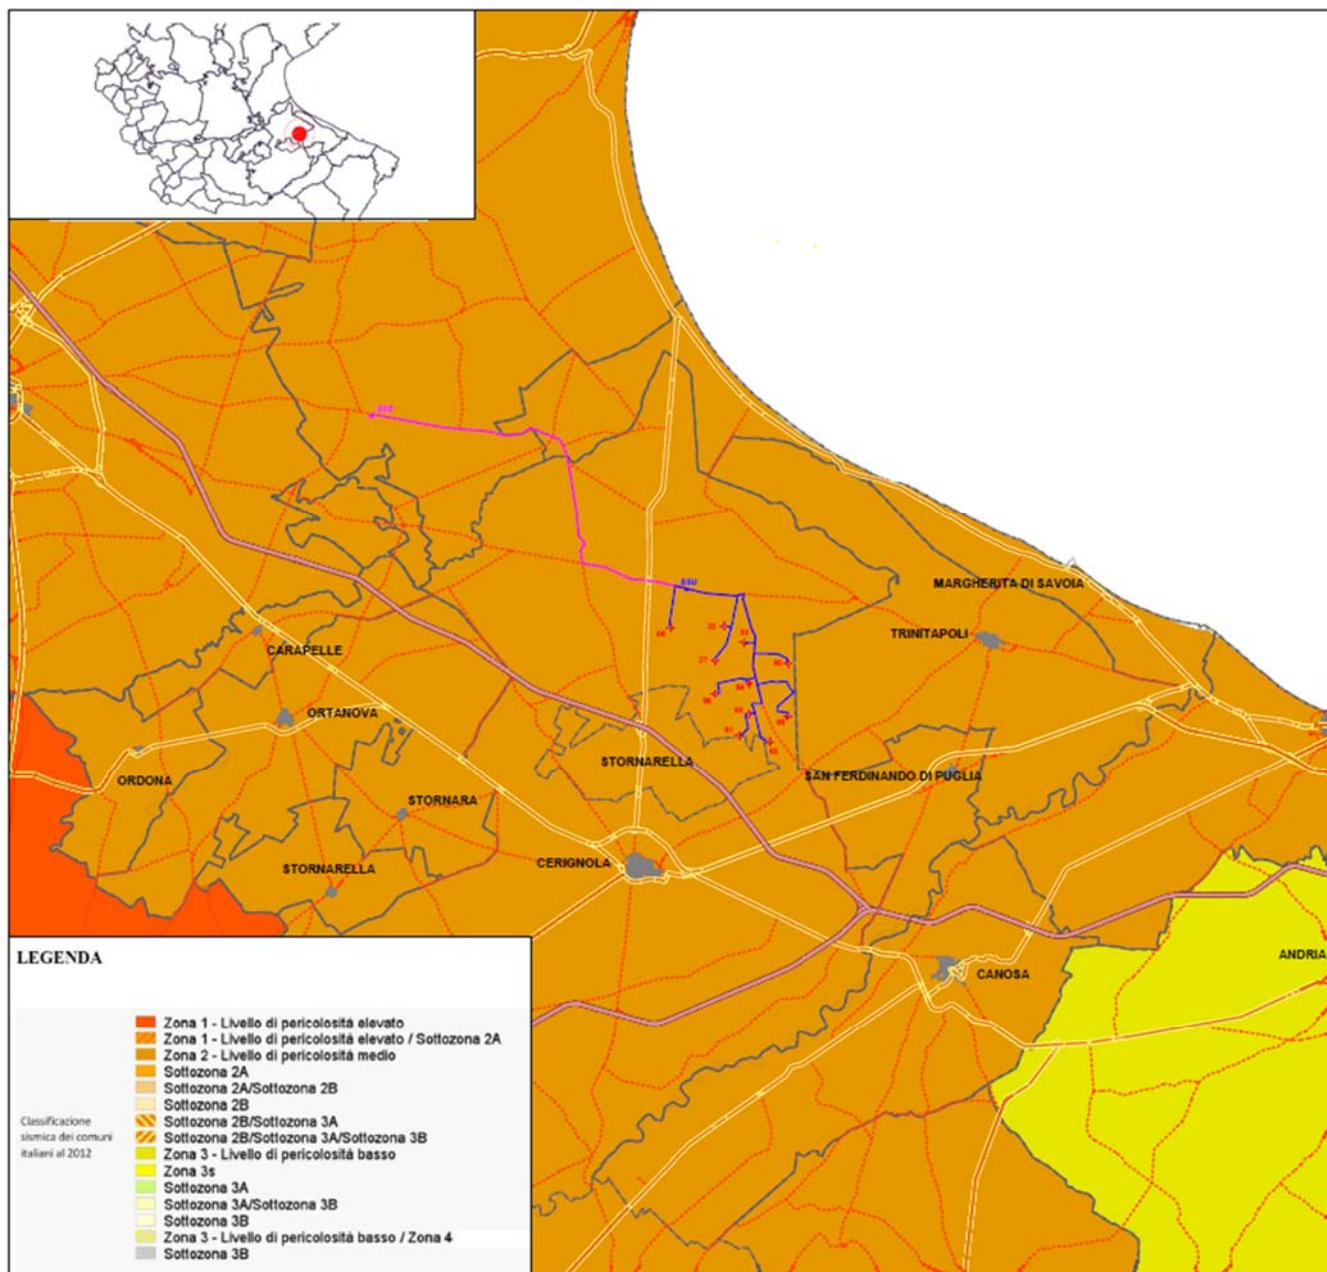 SSE
SSU
MARGHERITA DI SAVOIA
TRINITAPOLI
CARAPELLE
27
ORTANOVA
STORNARELLA
SAN FERDINANDO DI PUGLIA
ORDONA
STORNARA
CERIGNOLA
STORNARELLA
ANDRIA
CANOSA
LEGENDA
Zona 1 - Livello di pericolosità elevato
Zona 1 - Livello di pericolosità elevato / Sottozona 2A
Zona 2 - Livello di pericolosità medio
Sottozona 2A
Sottozona 2A/Sottozona 2B
Sottozona 2B
Classificazione
sismica dei comuni
italiani al 2012
Sottozona 2B/Sottozona 3A
Sottozona 2B/Sottozona 3A/Sottozona 3B
Zona 3 - Livello di pericolosità basso
Zona 3s
Sottozona 3A
Sottozona 3A/Sottozona 3B
Sottozona 3B
Zona 3 - Livello di pericolosità basso / Zona 4
Sottozona 3B